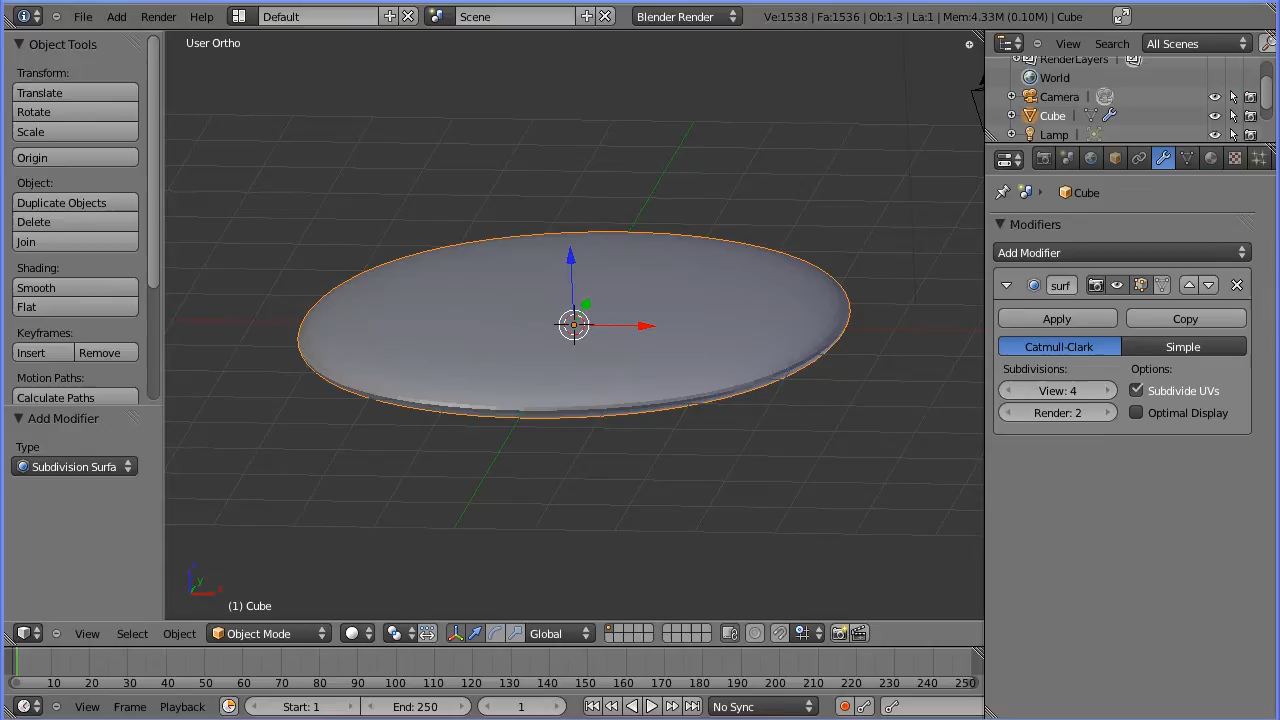 File Add Render Help Default Scene Blender Render Ve:1538 | Fa:1536 | Ob:1-3 | La:1 | Mem:4.33M (0.10M) | Cube
Object Tools
Transform:
Translate
Rotate
Scale
Origin
Object:
Duplicate Objects
Delete
Join
Shading:
Smooth
Flat
Keyframes:
Insert Remove
Motion Paths:
Calculate Paths
Add Modifier
Type
Subdivision Surfa
User Ortho
y
(1) Cube
View Select Object Object Mode Global
10 20 30 40 50 60 70 80 90 100 110 120 130 140 150 160 170 180 190 200 210 220 230 240 250
View Frame Playback Start: 1 End: 250 1 No Sync
View Search All Scenes
RenderLayers |
World
Camera |
Cube |
Lamp |
Cube
Modifiers
Add Modifier
surf
Apply Copy
Catmull-Clark Simple
Subdivisions: Options:
View: 4 Subdivide UVs
Render: 2 Optimal Display